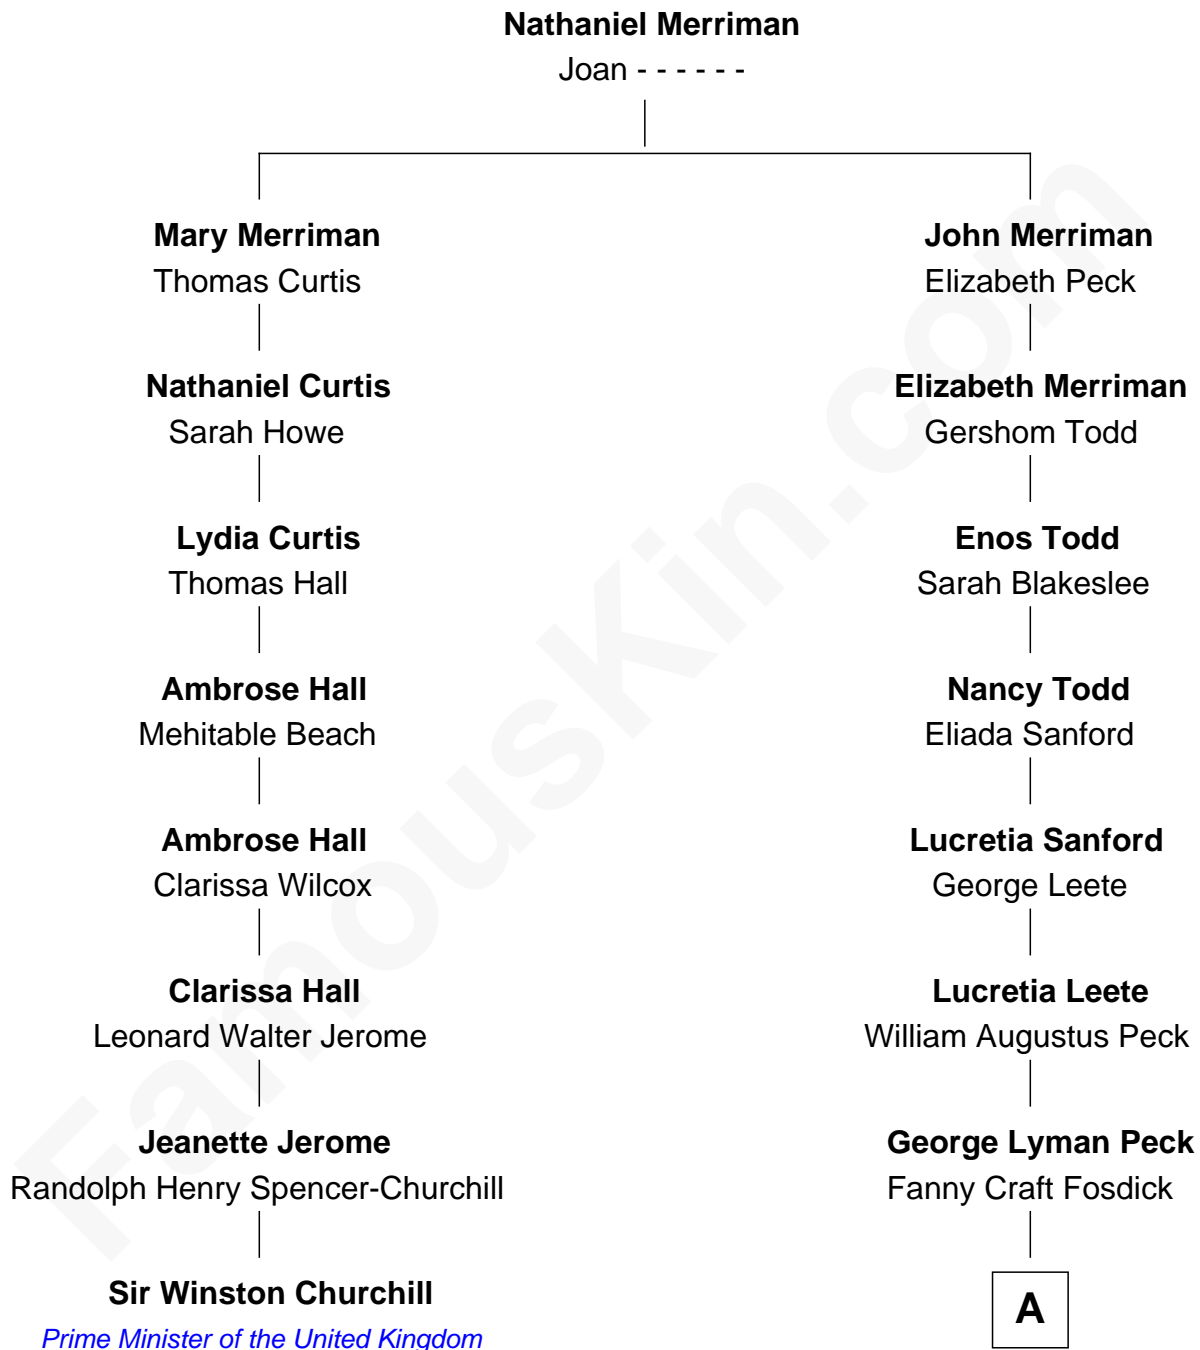 Nathaniel Merriman
Joan - - - - - -
Mary Merriman
Thomas Curtis
John Merriman
Elizabeth Peck
Nathaniel Curtis
Sarah Howe
Elizabeth Merriman
Gershom Todd
Lydia Curtis
Thomas Hall
Enos Todd
Sarah Blakeslee
Ambrose Hall
Mehitable Beach
Nancy Todd
Eliada Sanford
Ambrose Hall
Clarissa Wilcox
Lucretia Sanford
George Leete
Clarissa Hall
Leonard Walter Jerome
Lucretia Leete
William Augustus Peck
Jeanette Jerome
Randolph Henry Spencer-Churchill
George Lyman Peck
Fanny Craft Fosdick
Sir Winston Churchill
Prime Minister of the United Kingdom
A
FamousKin.com